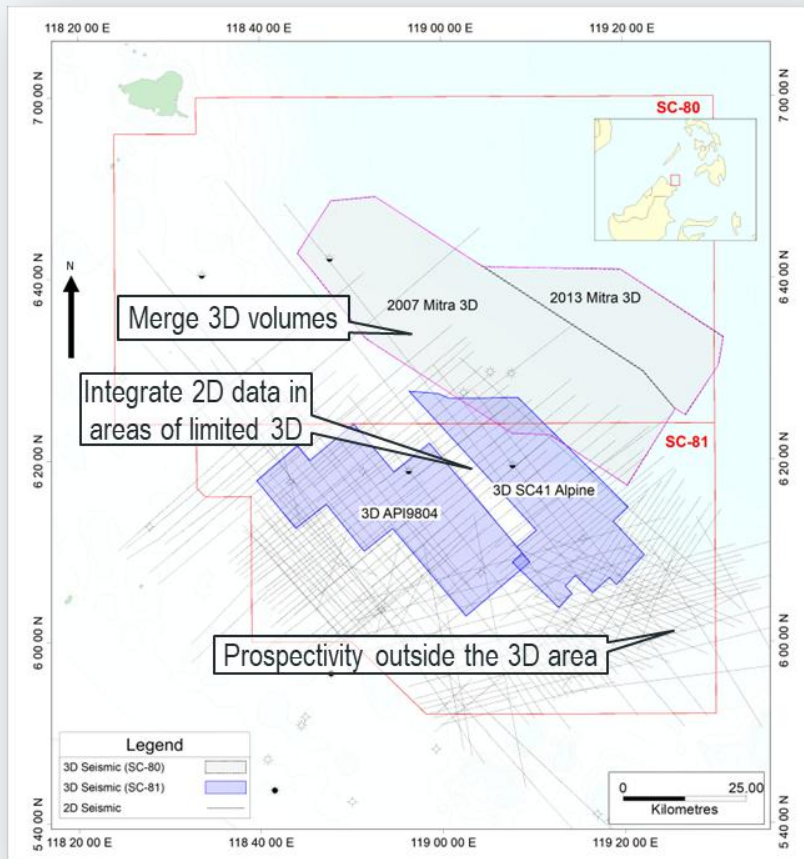 118 20 00 E
118 40 00 E
119 00 00 E
119 20 00 E
7 00 00 N
7 00 00 N
SC-80
N
6 40 00 N
6 40 00 N
2007 Mitra 3D
2013 Mitra 3D
Merge 3D volumes
Integrate 2D data in
areas of limited 3D
SC-81
6 20 00 N
6 20 00 N
3D API9804
3D SC41 Alpine
6 00 00 N
6 00 00 N
Prospectivity outside the 3D area
Legend
3D Seismic (SC-80)
3D Seismic (SC-81)
2D Seismic
0
25.00
Kilometres
5 40 00 N
5 40 00 N
118 20 00 E
118 40 00 E
119 00 00 E
119 20 00 E